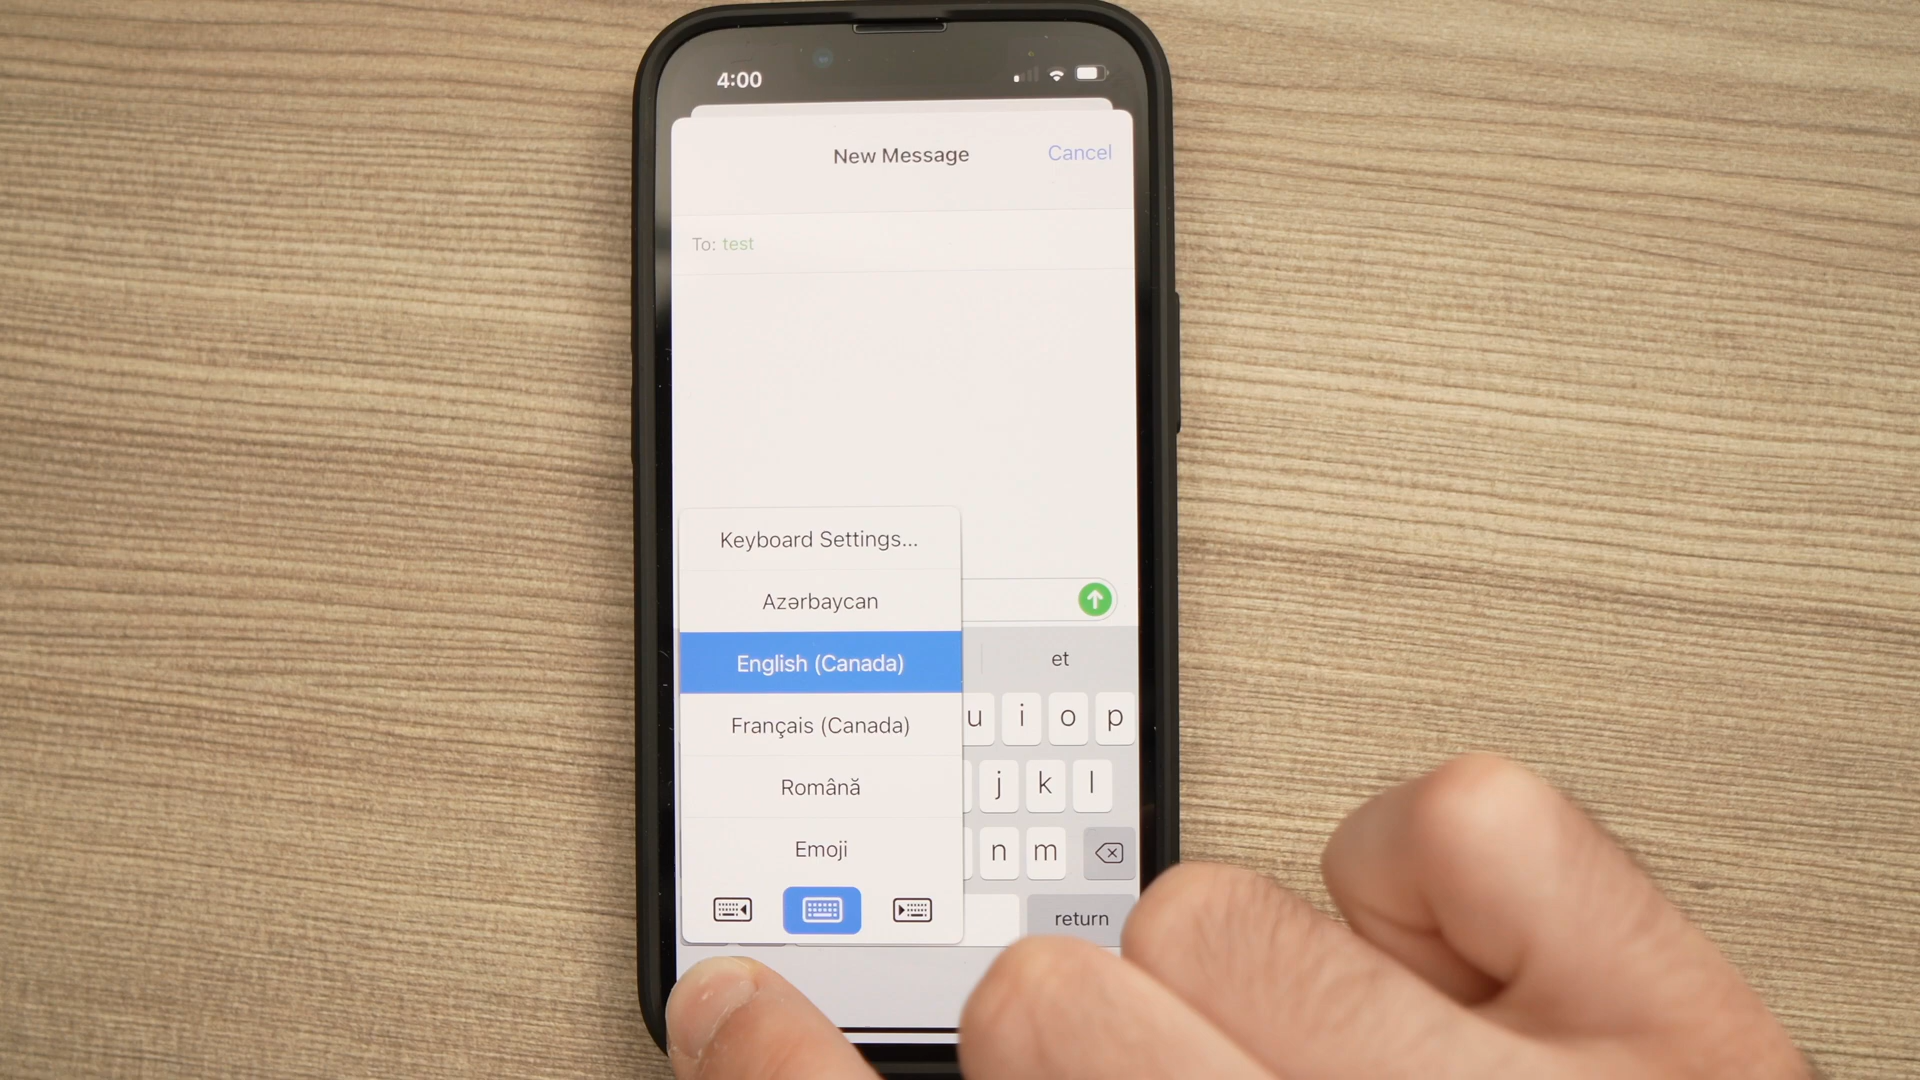 4:00
New Message
Cancel
To: test
Keyboard Settings...
Azərbaycan
English (Canada)
et
Français (Canada)
u i o p
Română
j k l
Emoji
n m
return